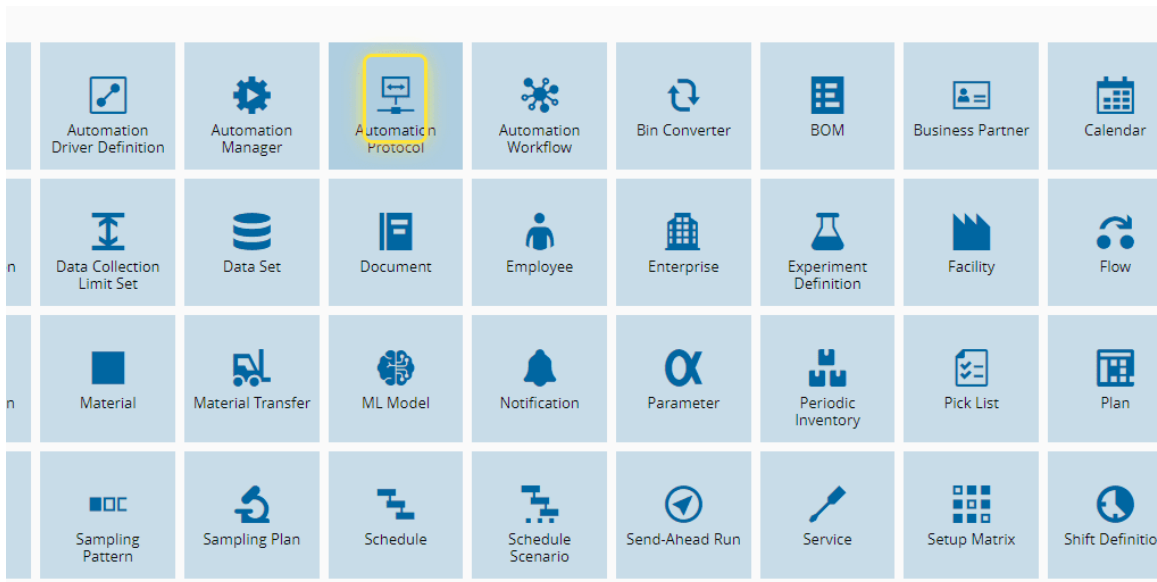 Automation
Driver Definition
Automation
Manager
Automation
Protocol
Automation
Workflow
Bin Converter
BOM
Business Partner
Calendar
n
Data Collection
Limit Set
Data Set
Document
Employee
Enterprise
Experiment
Definition
Facility
Flow
n
Material
Material Transfer
ML Model
Notification
Parameter
Periodic
Inventory
Pick List
Plan
Sampling
Pattern
Sampling Plan
Schedule
Schedule
Scenario
Send-Ahead Run
Service
Setup Matrix
Shift Definitio